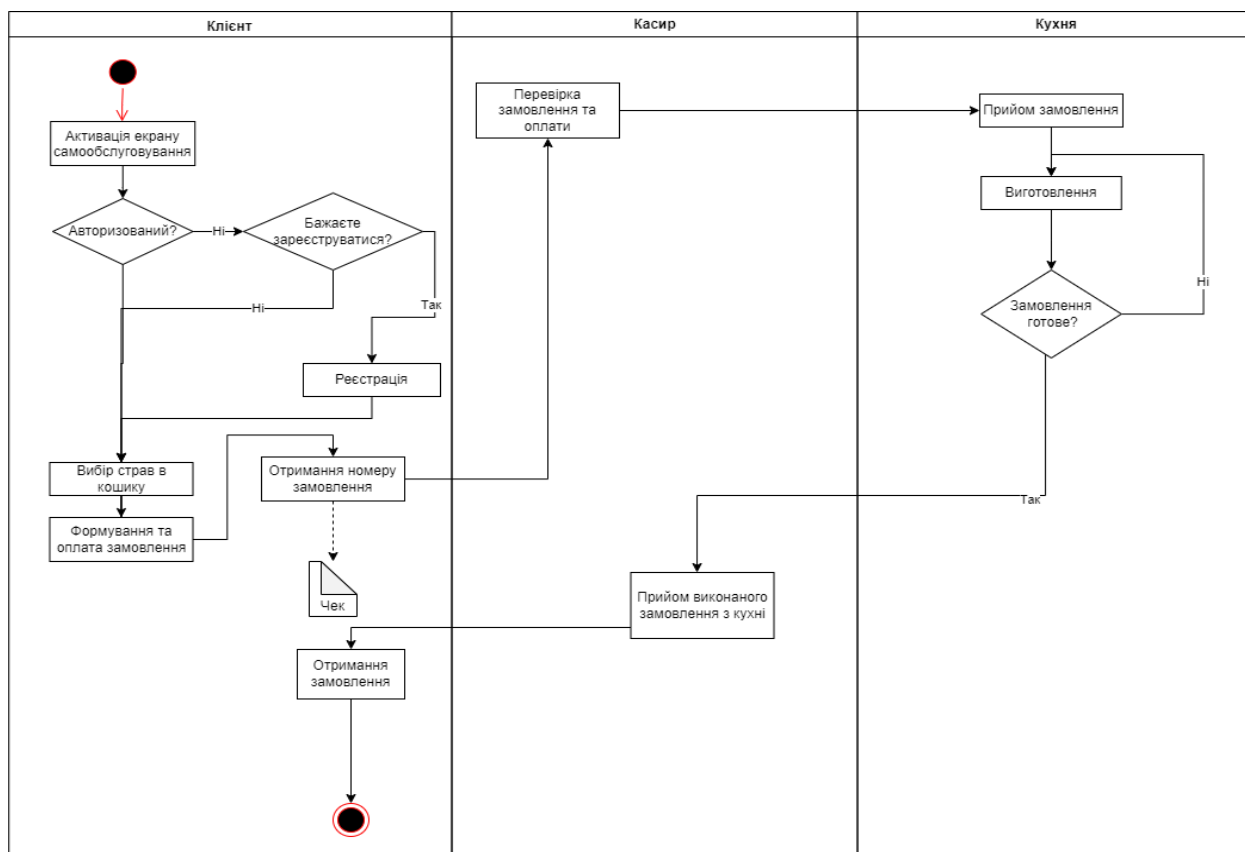 Клієнт
Касир
Кухня
Активація екрану
самообслуговування
Авторизований?
Ні
Бажаєте
зареєструватися?
Ні
Так
Реєстрація
Вибір страв в
кошику
Формування та
оплата замовлення
Отримання номеру
замовлення
Чек
Перевірка
замовлення та
оплати
Прийом замовлення
Виготовлення
Замовлення
готове?
Ні
Так
Прийом виконаного
замовлення з кухні
Отримання
замовлення